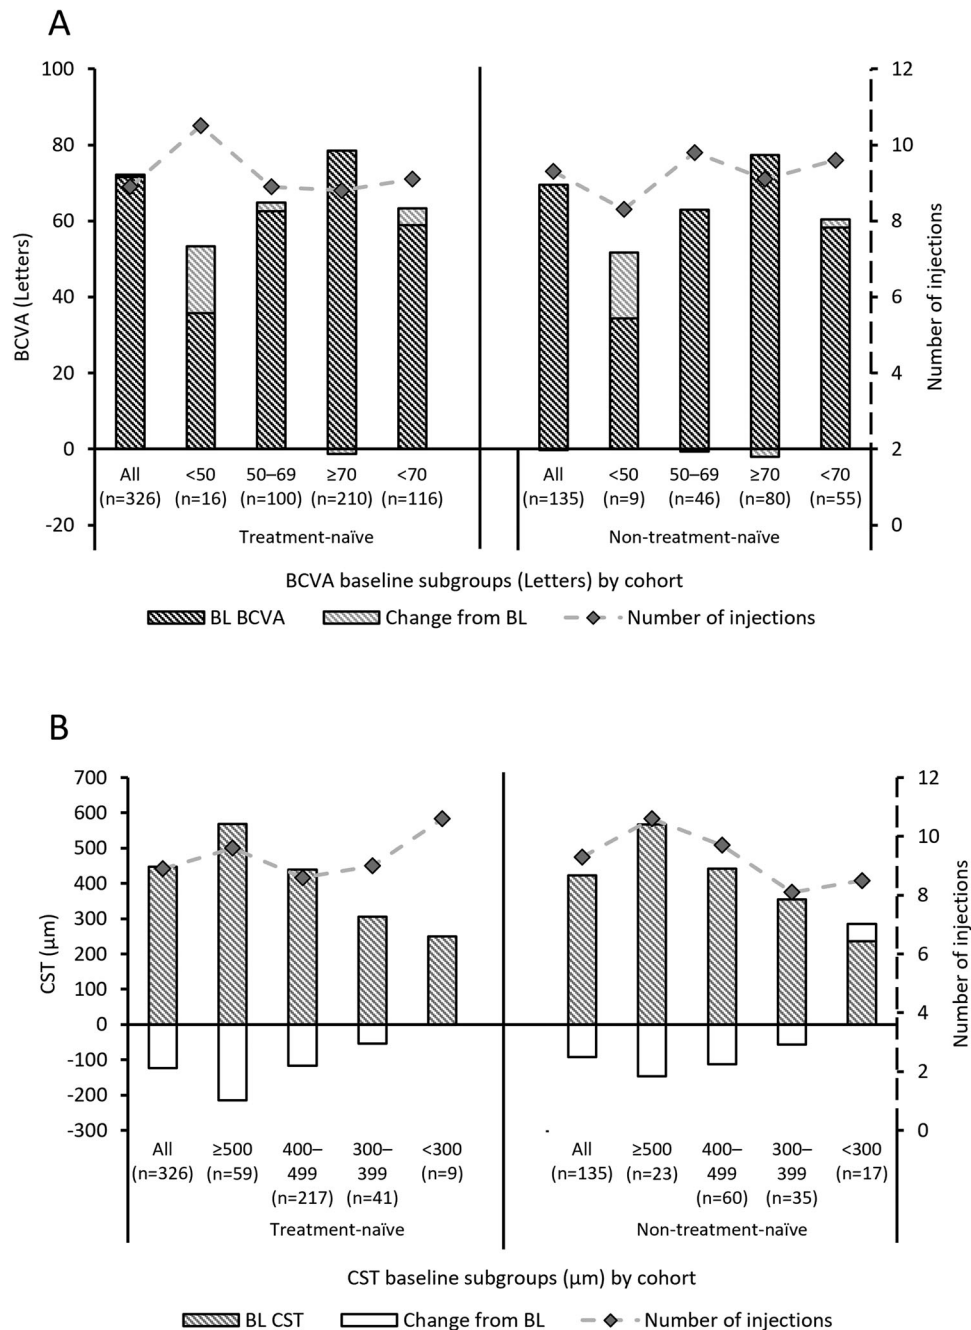 A
100
80
60
40
20
0
-20
BCVA (Letters)
12
10
8
6
4
2
0
Number of injections
All <50 50–69 ≥70 <70
(n=326) (n=16) (n=100) (n=210) (n=116)
Treatment-naïve
All <50 50–69 ≥70 <70
(n=135) (n=9) (n=46) (n=80) (n=55)
Non-treatment-naïve
BCVA baseline subgroups (Letters) by cohort
BL BCVA Change from BL Number of injections
B
700
600
500
400
300
200
100
0
-100
-200
-300
CST (µm)
12
10
8
6
4
2
0
Number of injections
All ≥500 400– 300– <300
(n=326) (n=59) 499 399 (n=9)
(n=217) (n=41)
Treatment-naïve
All ≥500 400– 300– <300
(n=135) (n=23) 499 399 (n=17)
(n=60) (n=35)
Non-treatment-naïve
CST baseline subgroups (µm) by cohort
BL CST Change from BL Number of injections